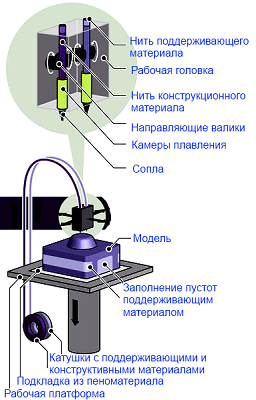 Нить поддерживающего
материала
Рабочая головка
Нить конструкционного
материала
Направляющие валики
Камеры плавления
Сопла
Модель
Заполнение пустот
поддерживающим
материалом
Катушки с поддерживающими и
конструктивными материалами
Подкладка из пеноматериала
Рабочая платформа